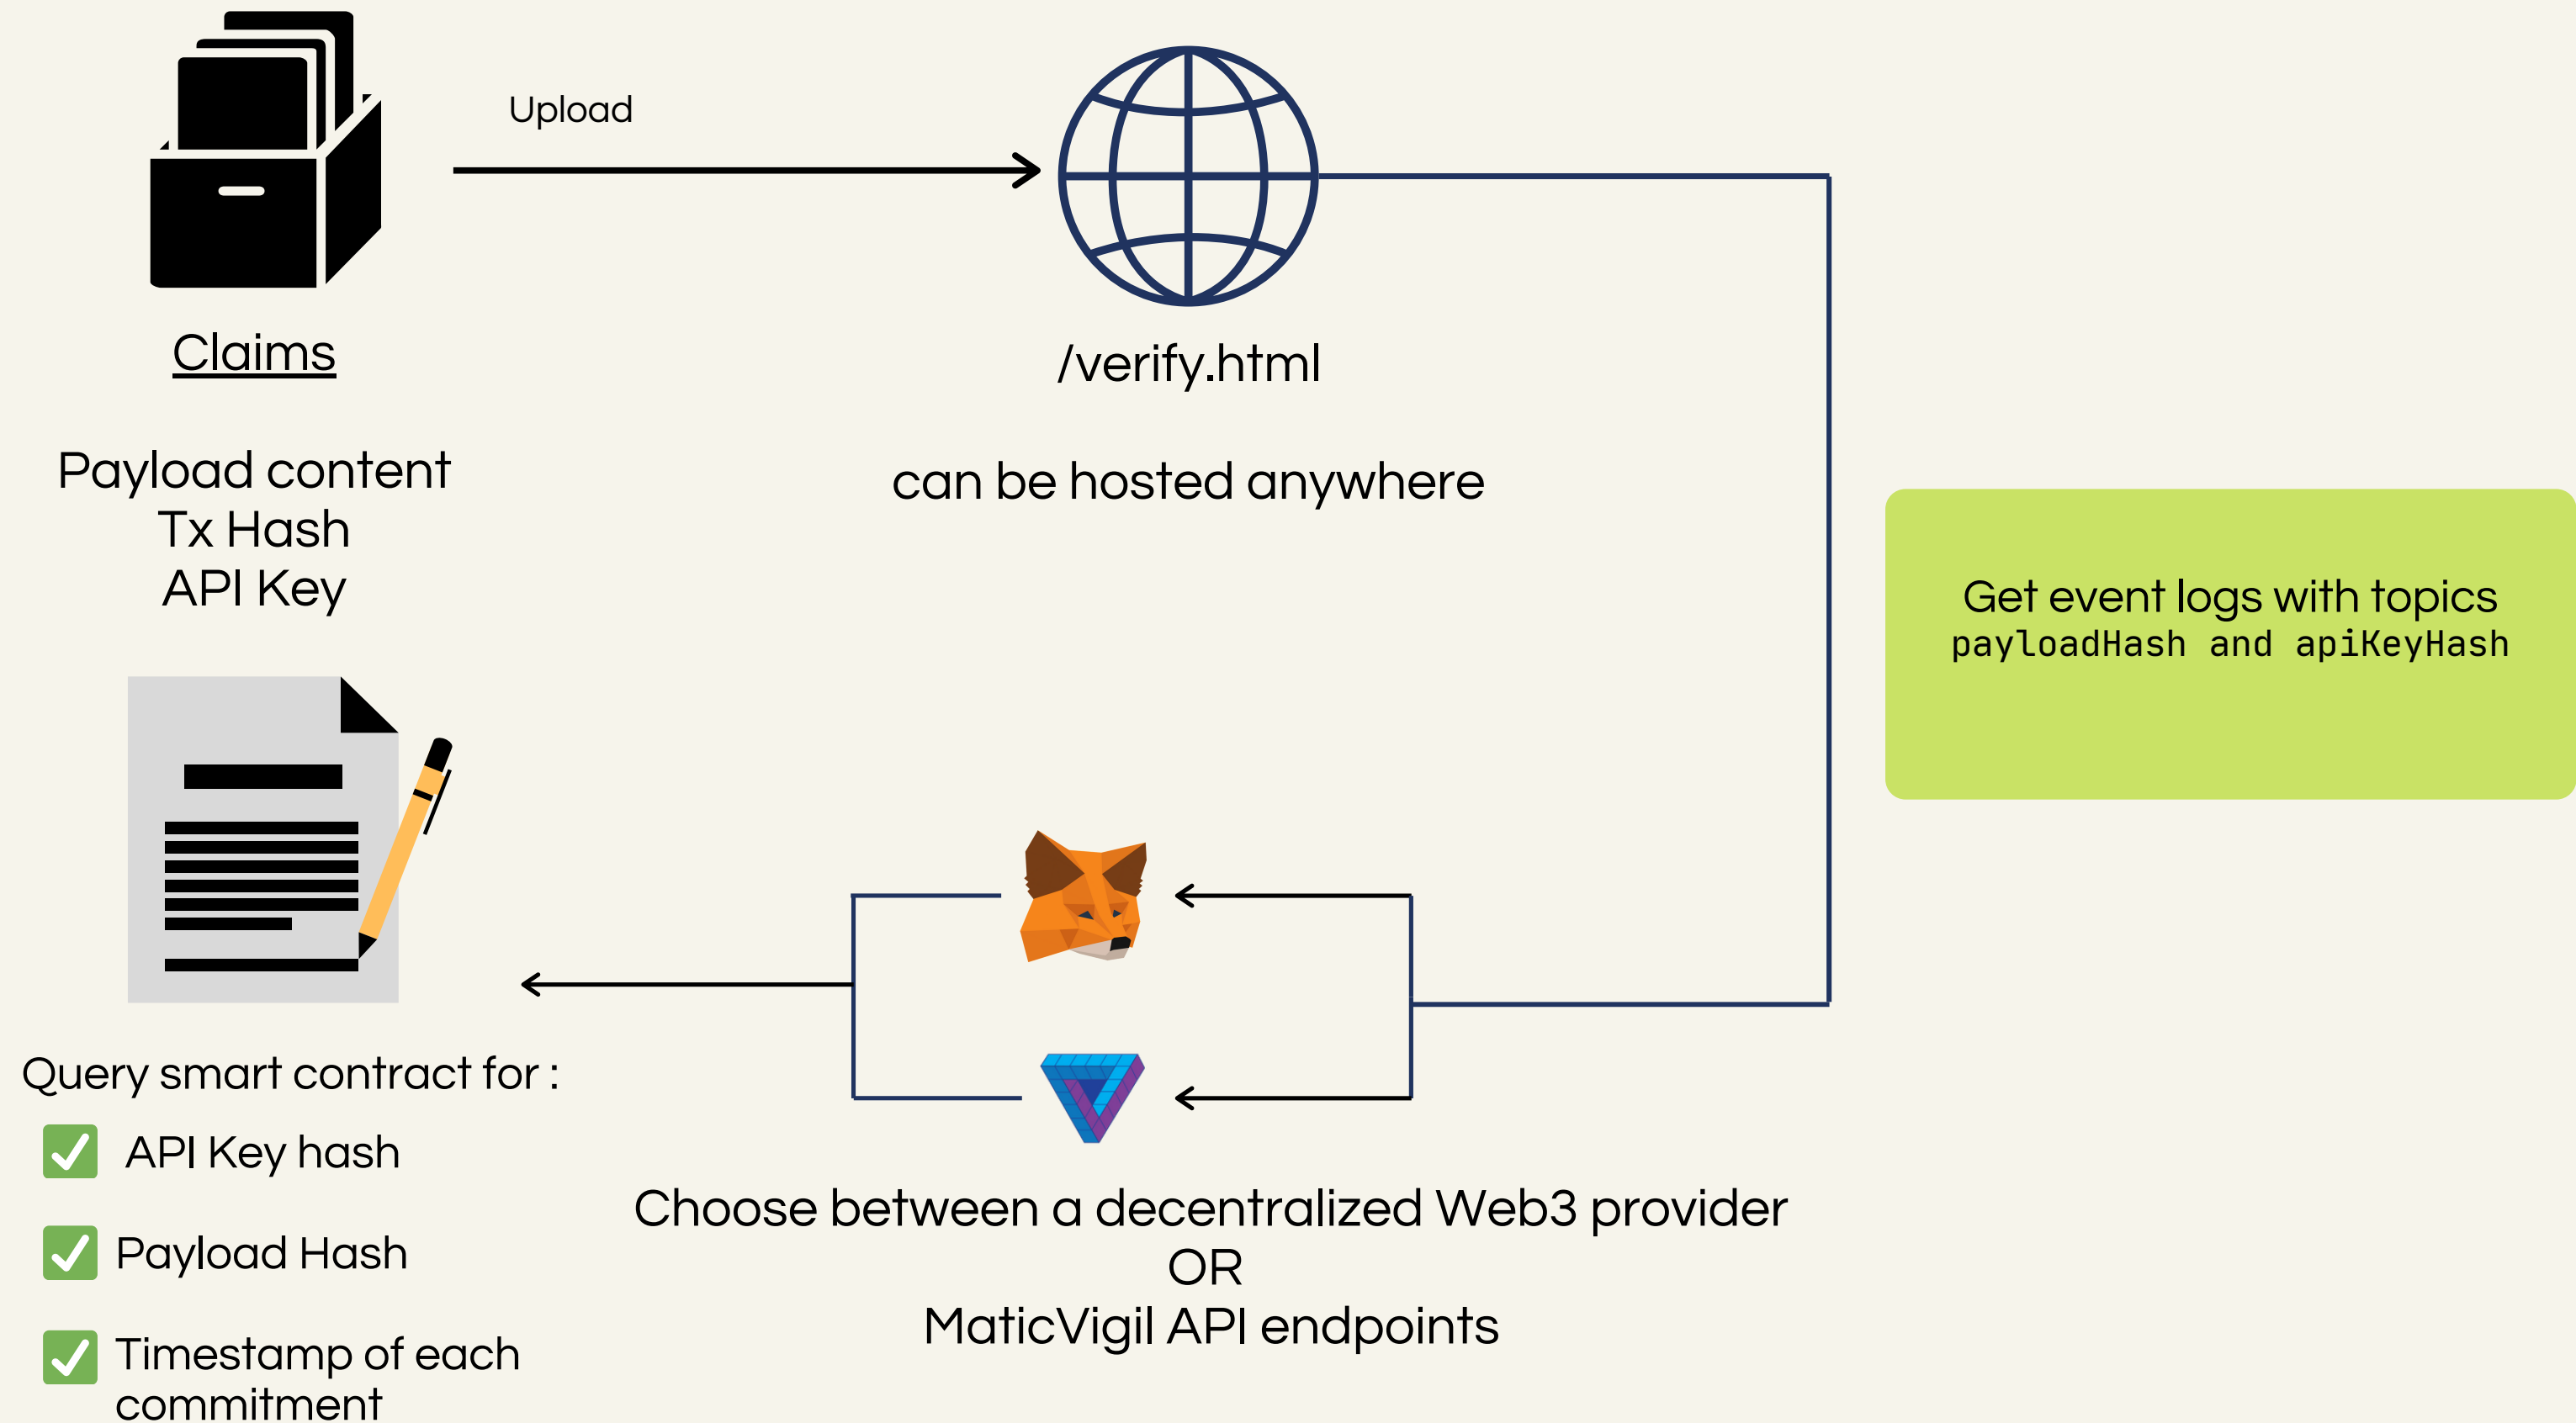 Upload
Claims
Payload content
Tx Hash
API Key
/verify.html
can be hosted anywhere
Get event logs with topics
payloadHash and apiKeyHash
Query smart contract for :
API Key hash
Payload Hash
Timestamp of each
commitment
Choose between a decentralized Web3 provider
OR
MaticVigil API endpoints